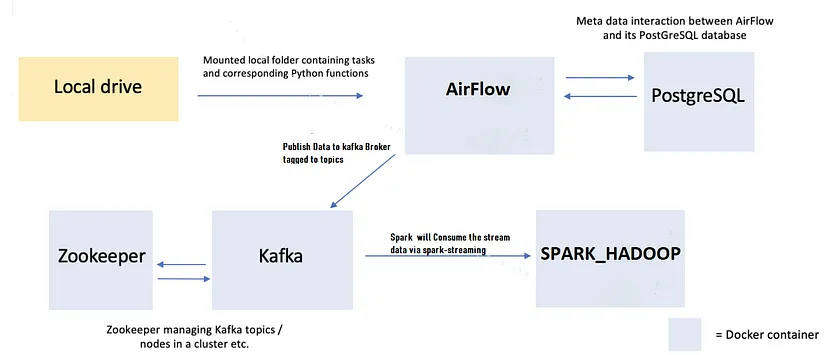 Meta data interaction between AirFlow
and its PostGreSQL database
Mounted local folder containing tasks
and corresponding Python functions
Local drive
AirFlow
PostgreSQL
Publish Data to kafka Broker
tagged to topics
Spark will Consume the stream
data via spark-streaming
Zookeeper
Kafka
SPARK_HADOOP
Zookeeper managing Kafka topics /
nodes in a cluster etc.
= Docker container